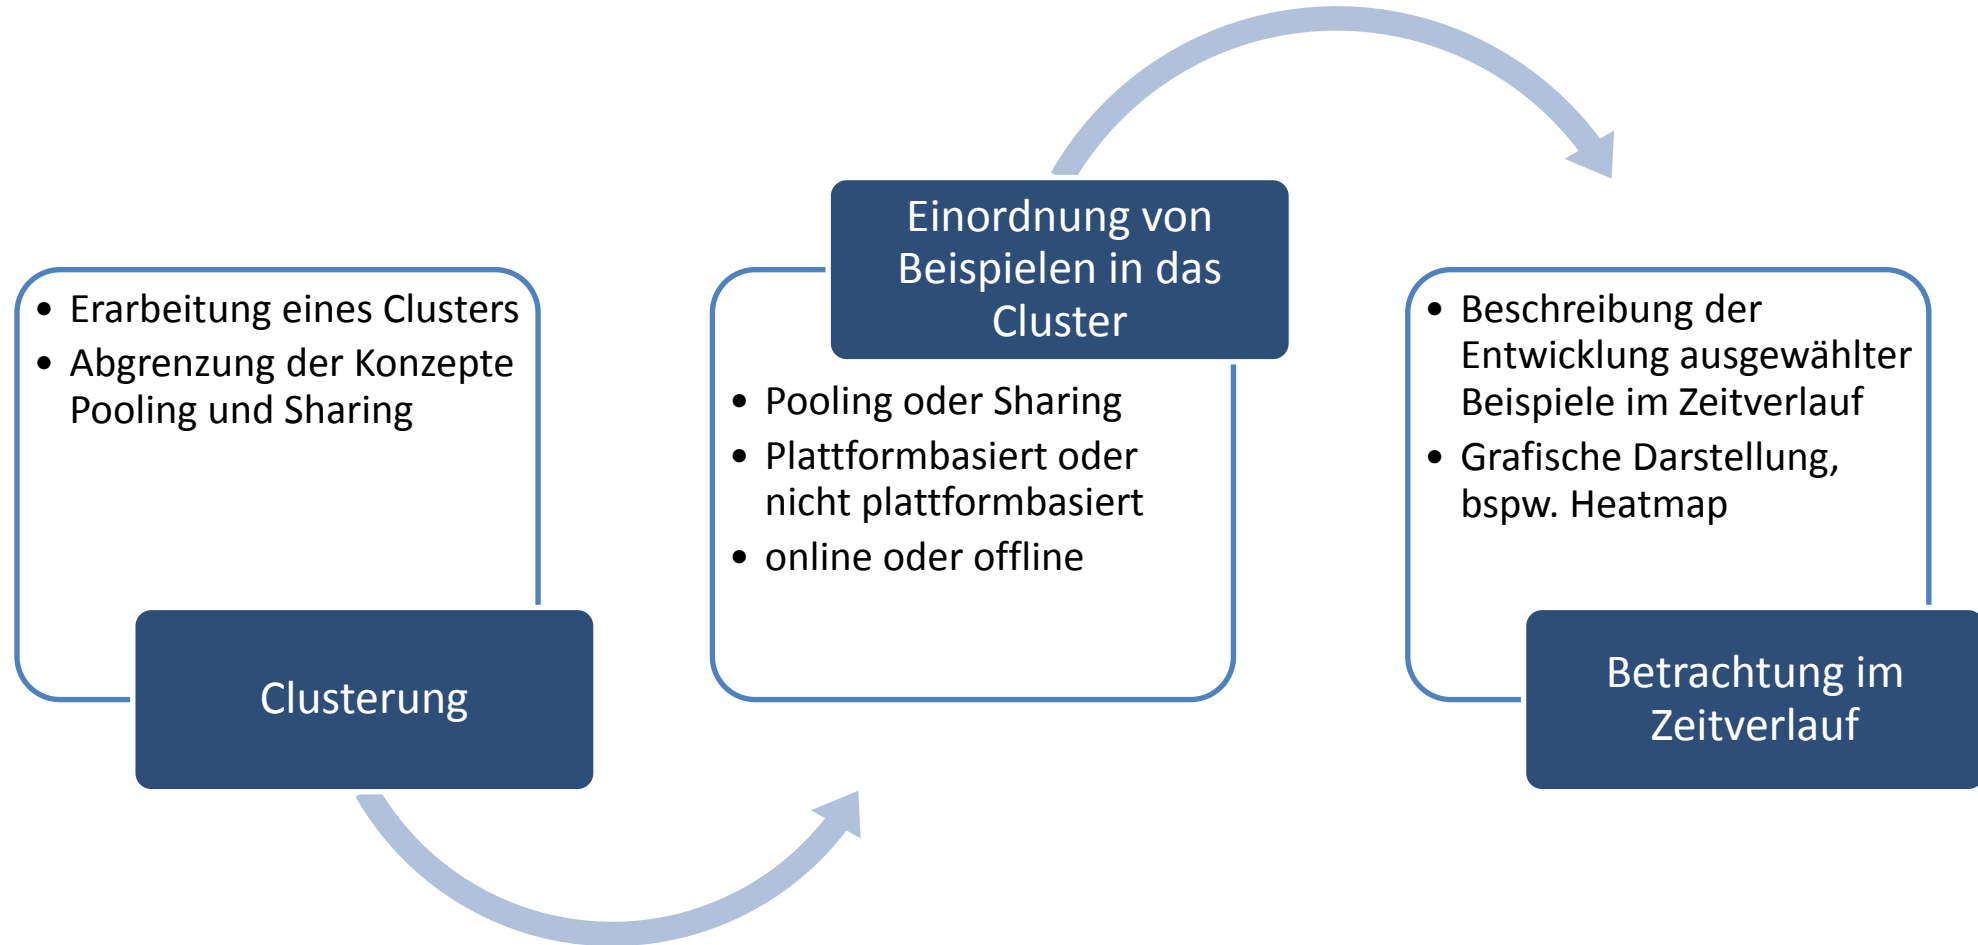 • Erarbeitung eines Clusters
• Abgrenzung der Konzepte
Pooling und Sharing
Clusterung
Einordnung von
Beispielen in das
Cluster
• Pooling oder Sharing
• Plattformbasiert oder
nicht plattformbasiert
• online oder offline
• Beschreibung der
Entwicklung ausgewählter
Beispiele im Zeitverlauf
• Grafische Darstellung,
bspw. Heatmap
Betrachtung im
Zeitverlauf